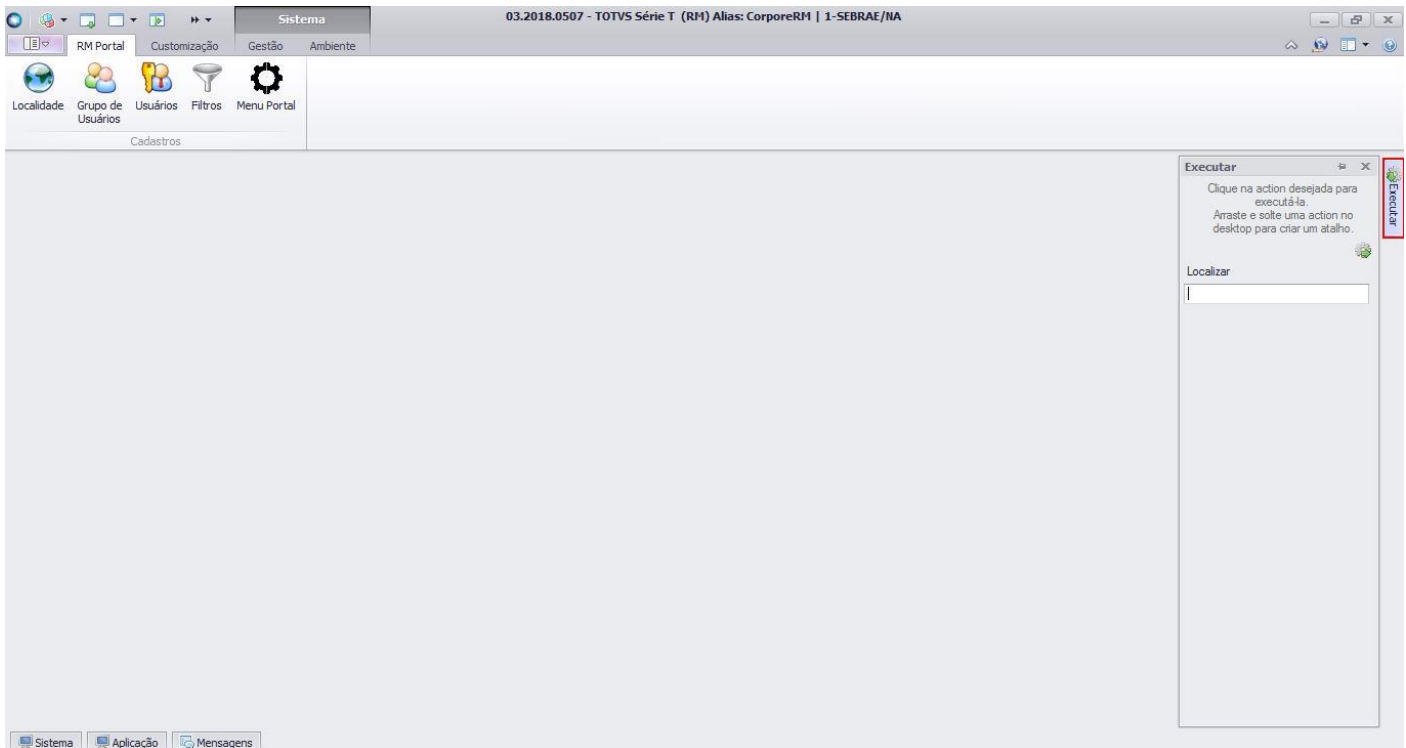 Sistema
03.2018.0507 - TOTVS Série T (RM) Alias: CorporeRM | 1-SEBRAE/NA
RM Portal
Customização
Gestão
Ambiente
Localidade
Grupo de
Usuários
Usuários
Filtros
Menu Portal
Cadastros
Executar
Clique na action desejada para
executá-la.
Arraste e solte uma action no
desktop para criar um atalho.
Localizar
Executar
Sistema
Aplicação
Mensagens